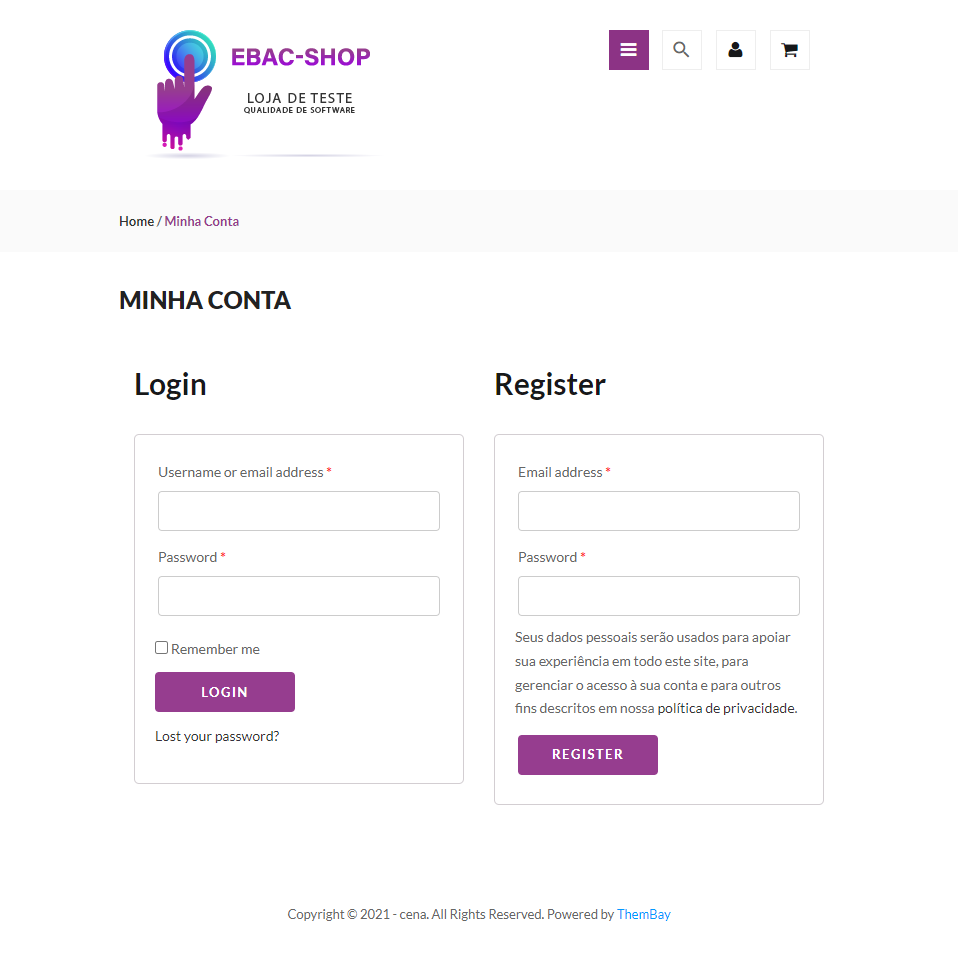 EBAC-SHOP
LOJA DE TESTE
QUALIDADE DE SOFTWARE
Home / Minha Conta
MINHA CONTA
Login
Username or email address *
Password *
Remember me
LOGIN
Lost your password?
Register
Email address *
Password *
Seus dados pessoais serão usados para apoiar
sua experiência em todo este site, para
gerenciar o acesso à sua conta e para outros
fins descritos em nossa política de privacidade.
REGISTER
Copyright © 2021 - cena. All Rights Reserved. Powered by ThemBay